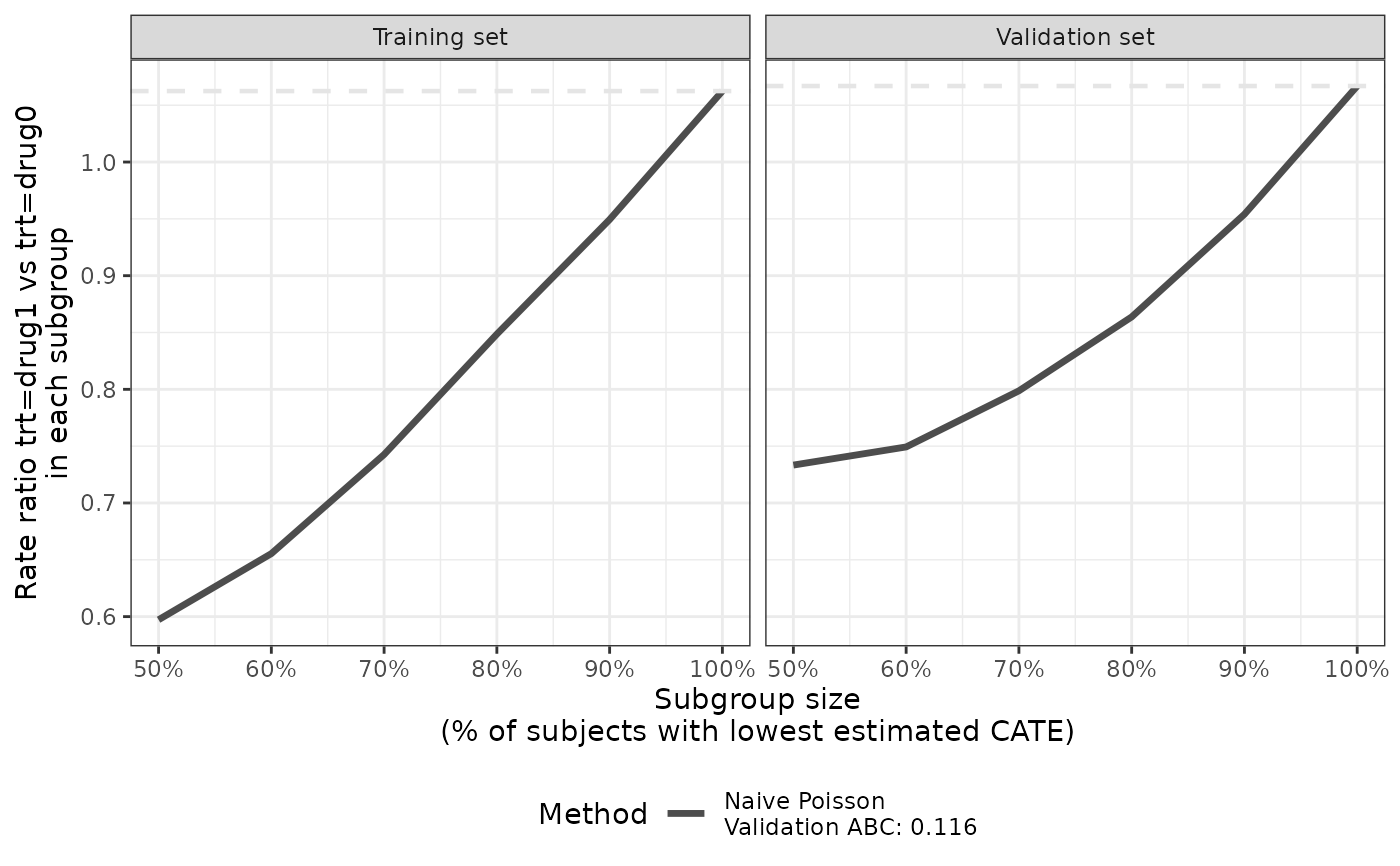 Training set
Validation set
Rate ratio trt=drug1 vs trt=drug0
in each subgroup
1.0
0.9
0.8
0.7
0.6
50% 60% 70% 80% 90% 100%
50% 60% 70% 80% 90% 100%
Subgroup size
(% of subjects with lowest estimated CATE)
Method
Naive Poisson
Validation ABC: 0.116